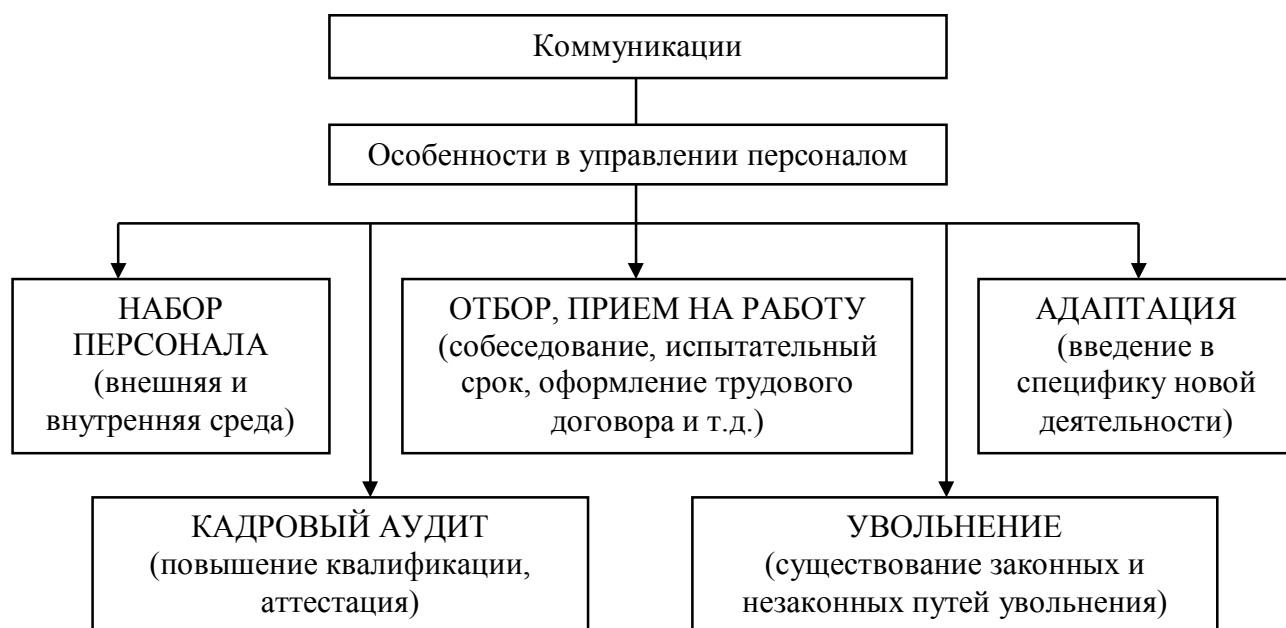 Коммуникации
Особенности в управлении персоналом
НАБОР
ПЕРСОНАЛА
(внешняя и
внутренняя среда)
ОТБОР, ПРИЕМ НА РАБОТУ
(собеседование, испытательный
срок, оформление трудового
договора и т.д.)
АДАПТАЦИЯ
(введение в
специфику новой
деятельности)
КАДРОВЫЙ АУДИТ
(повышение квалификации,
аттестация)
УВОЛЬНЕНИЕ
(существование законных и
незаконных путей увольнения)